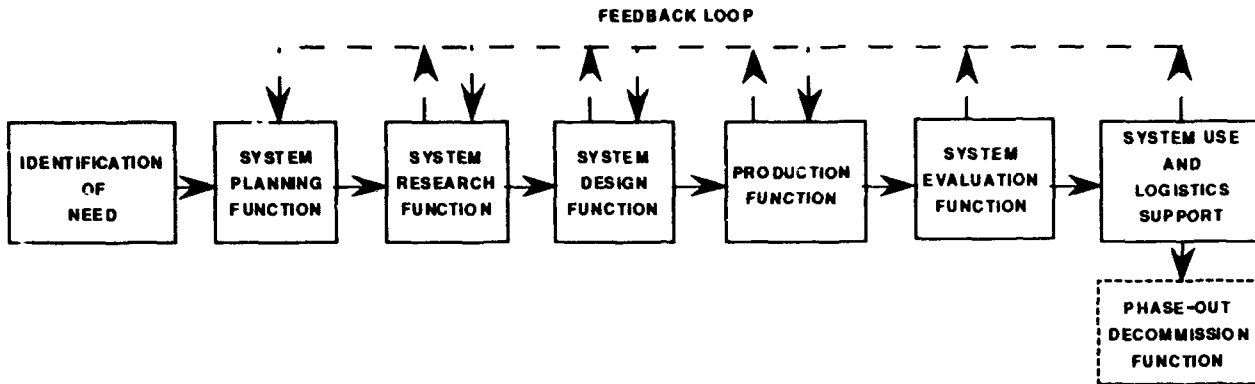 FEEDBACK LOOP
IDENTIFICATION
OF
NEED
SYSTEM
PLANNING
FUNCTION
SYSTEM
RESEARCH
FUNCTION
SYSTEM
DESIGN
FUNCTION
PRODUCTION
FUNCTION
SYSTEM
EVALUATION
FUNCTION
SYSTEM USE
AND
LOGISTICS
SUPPORT
PHASE-OUT
DECOMMISSION
FUNCTION